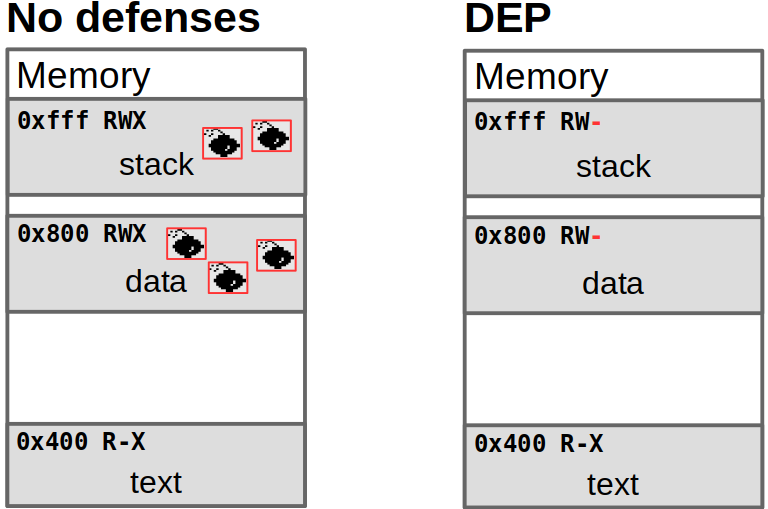 No defenses
Memory
0xfff RWX
stack
0x800 RWX
data
0x400 R-X
text
DEP
Memory
0xfff RW-
stack
0x800 RW-
data
0x400 R-X
text